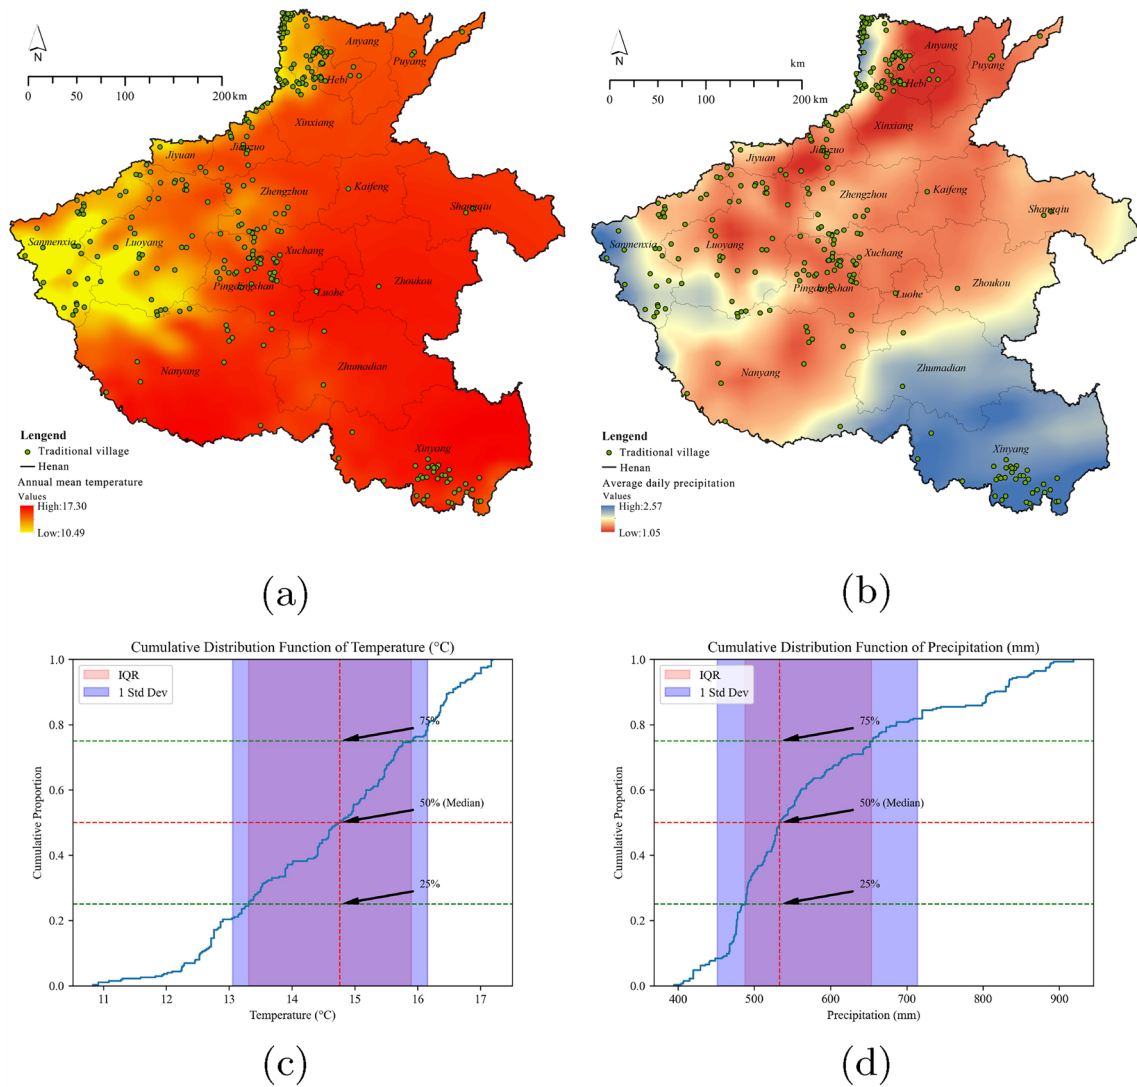 N
0 50 100 200 km
Anyang
Puyang
Hebi
Xinxiang
Jiyuan
Jiaozuo
Zhengzhou
Kaifeng
Shangqiu
Sanmenxia
Luoyang
Xuchang
Pingdingshan
Luohe
Zhoukou
Nanyang
Zhumadian
Xinyang
Lengend
Traditional village
Henan
Annual mean temperature
Values
High:17.30
Low:10.49
(a)
N
km
0 50 100 200 km
Anyang
Puyang
Hebi
Xinxiang
Jiyuan
Jiaozuo
Zhengzhou
Kaifeng
Shangqiu
Sanmenxia
Luoyang
Xuchang
Pingdingshan
Luohe
Zhoukou
Nanyang
Zhumadian
Xinyang
Lengend
Traditional village
Henan
Average daily precipitation
Values
High:2.57
Low:1.05
(b)
Cumulative Distribution Function of Temperature (°C)
IQR
1 Std Dev
75%
50% (Median)
25%
1.0
0.8
0.6
0.4
0.2
0.0
Cumulative Proportion
11 12 13 14 15 16 17
Temperature (°C)
(c)
Cumulative Distribution Function of Precipitation (mm)
IQR
1 Std Dev
75%
50% (Median)
25%
1.0
0.8
0.6
0.4
0.2
0.0
Cumulative Proportion
400 500 600 700 800 900
Precipitation (mm)
(d)